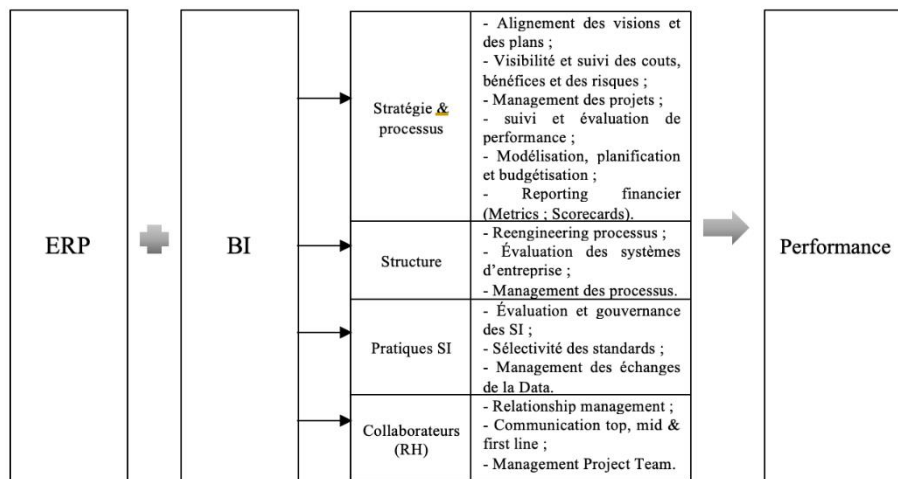 ERP
BI
Stratégie &
processus
- Alignement des visions et
des plans ;
- Visibilité et suivi des couts,
bénéfices et des risques ;
- Management des projets ;
- suivi et évaluation de
performance ;
- Modélisation, planification
et budgétisation ;
- Reporting financier
(Metrics ; Scorecards).
Structure
- Reengineering processus ;
- Évaluation des systèmes
d'entreprise ;
- Management des processus.
Pratiques SI
- Évaluation et gouvernance
des SI ;
- Sélectivité des standards ;
- Management des échanges
de la Data.
Collaborateurs
(RH)
- Relationship management ;
- Communication top, mid &
first line ;
- Management Project Team.
Performance